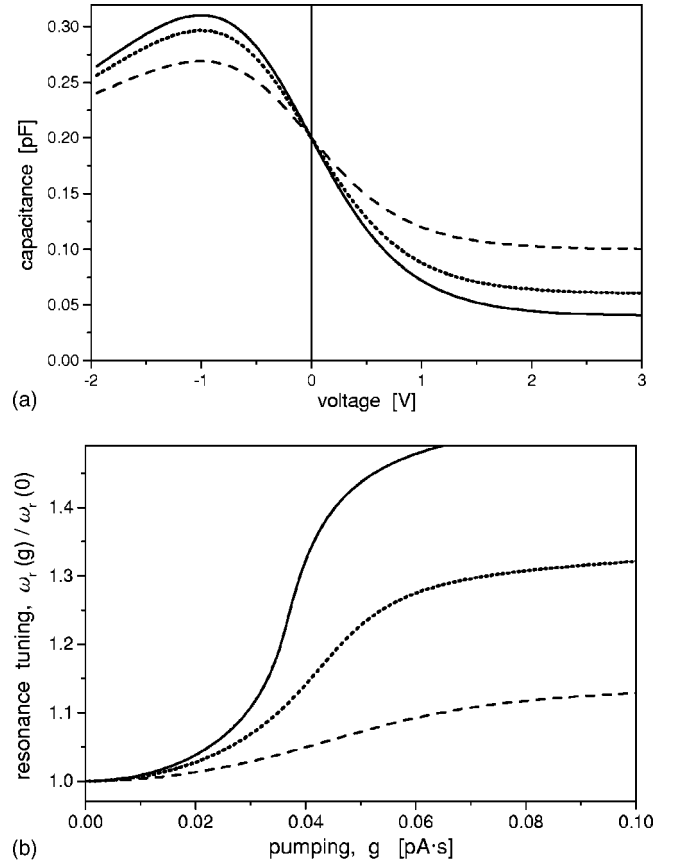 0.30
0.25
0.20
0.15
0.10
0.05
0.00
capacitance [pF]
-2 -1 0 1 2 3
voltage [V]
(a)
1.4
1.3
1.2
1.1
1.0
resonance tuning, ωr(g) / ωr(0)
0.00 0.02 0.04 0.06 0.08 0.10
pumping, g [pA·s]
(b)